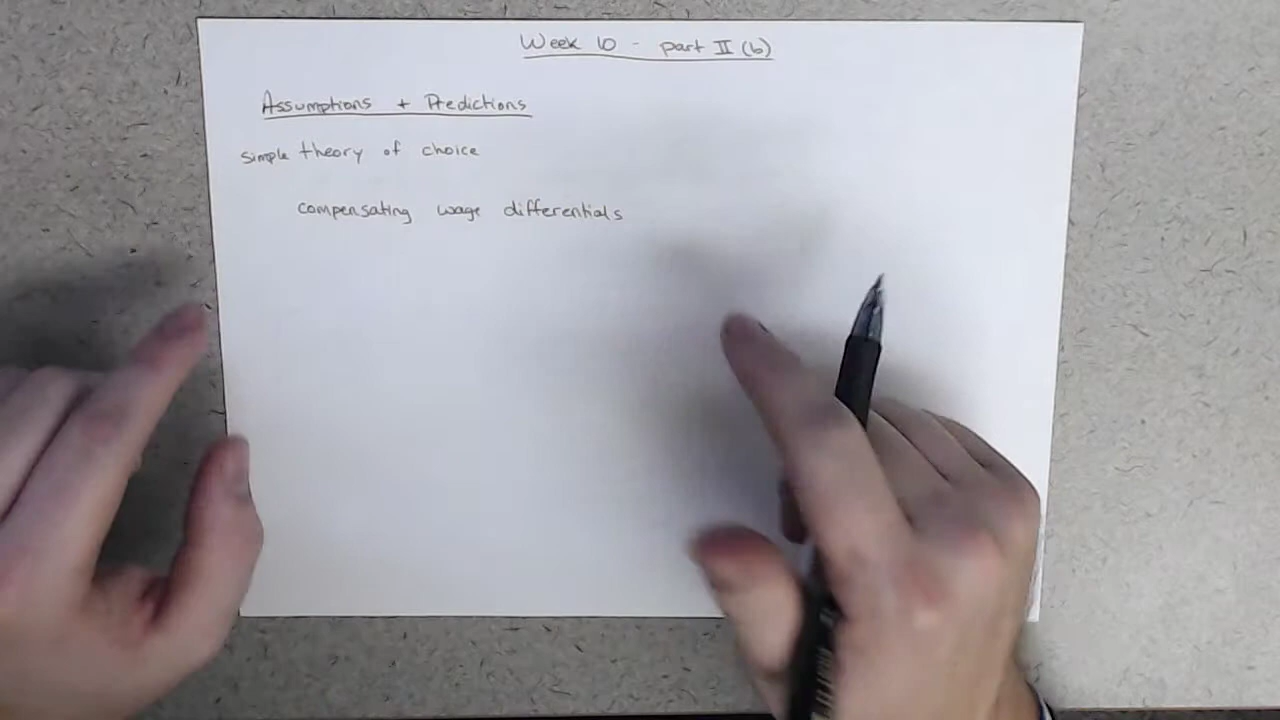 Week 10 - part II (b)
Assumptions + Predictions
simple theory of choice
compensating wage differentials